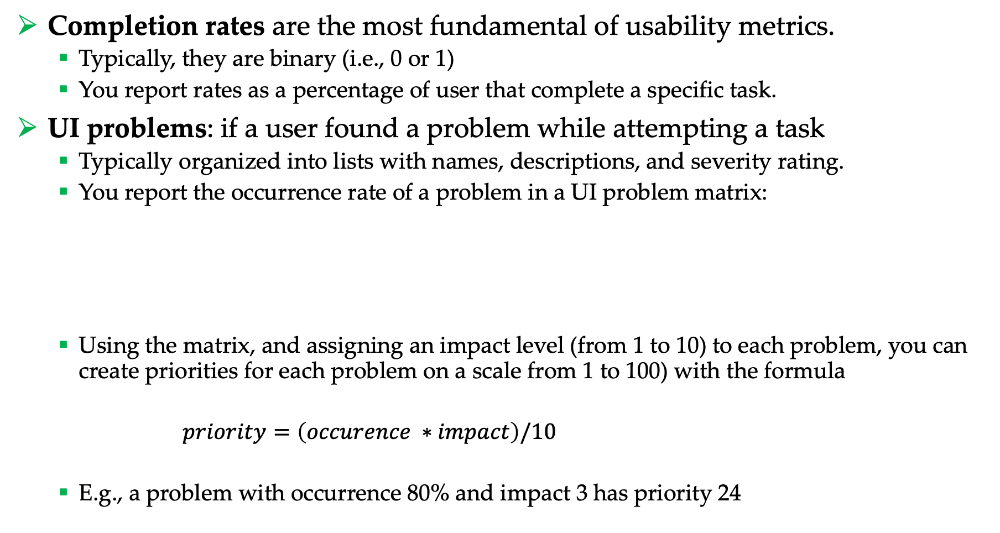 ➢ Completion rates are the most fundamental of usability metrics.
▪ Typically, they are binary (i.e., 0 or 1)
▪ You report rates as a percentage of user that complete a specific task.
➢ UI problems: if a user found a problem while attempting a task
▪ Typically organized into lists with names, descriptions, and severity rating.
▪ You report the occurrence rate of a problem in a UI problem matrix:
▪ Using the matrix, and assigning an impact level (from 1 to 10) to each problem, you can
create priorities for each problem on a scale from 1 to 100) with the formula
priority = (occurence * impact)/10
▪ E.g., a problem with occurrence 80% and impact 3 has priority 24